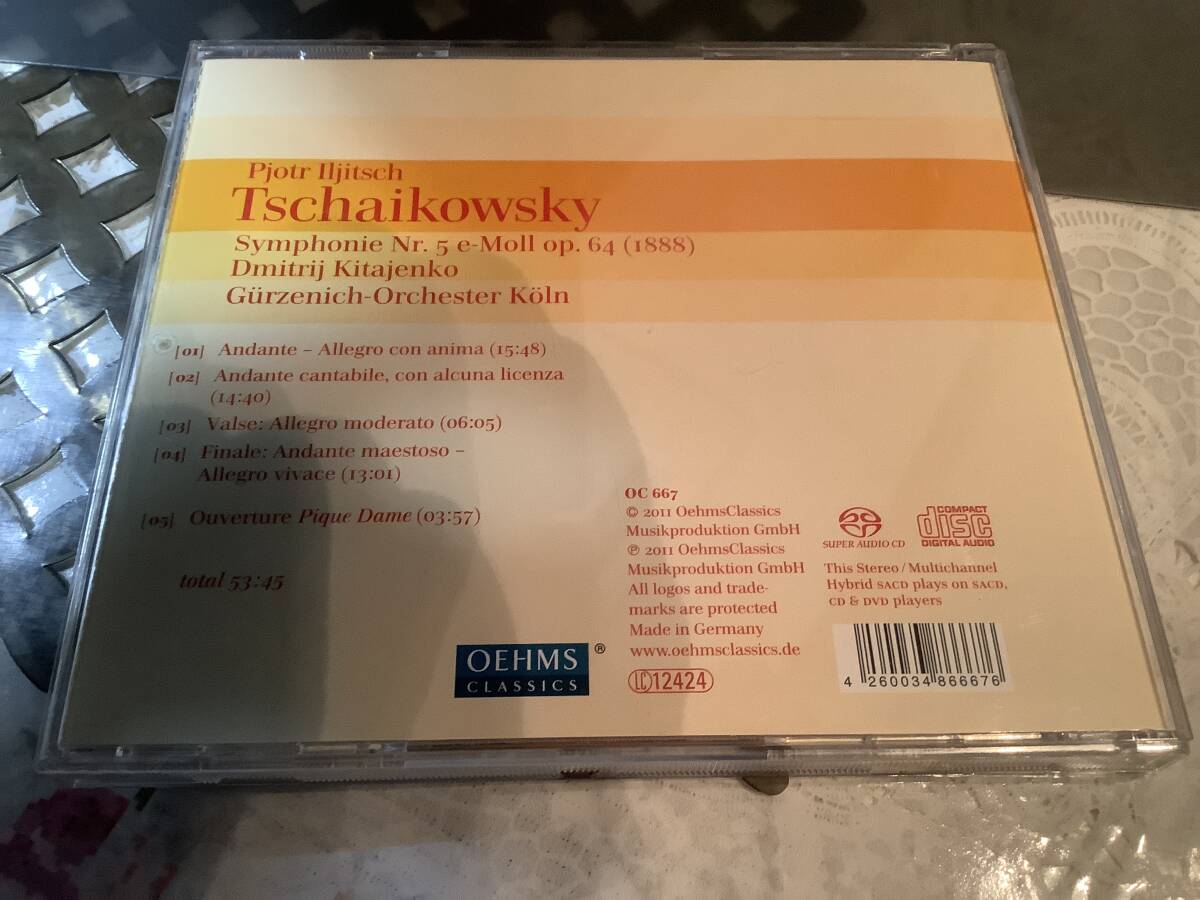 Pjotr Iljitsch
Tschaikowsky
Symphonie Nr. 5 e-Moll op. 64 (1888)
Dmitrij Kitajenko
Gürzenich-Orchester Köln
[01] Andante – Allegro con anima (15:48)
[02] Andante cantabile, con alcuna licenza
(14:40)
[03] Valse: Allegro moderato (06:05)
[04] Finale: Andante maestoso –
Allegro vivace (13:01)
[05] Ouverture Pique Dame (03:57)
total 53:45
OEHMS ®
CLASSICS
OC 667
© 2011 OehmsClassics
Musikproduktion GmbH
℗ 2011 OehmsClassics
Musikproduktion GmbH
All logos and trade-
marks are protected
Made in Germany
www.oehmsclassics.de
LC 12424
SUPER AUDIO CD
COMPACT
disc
DIGITAL AUDIO
This Stereo/Multichannel
Hybrid SACD plays on SACD,
CD & DVD players
4 260034 866676